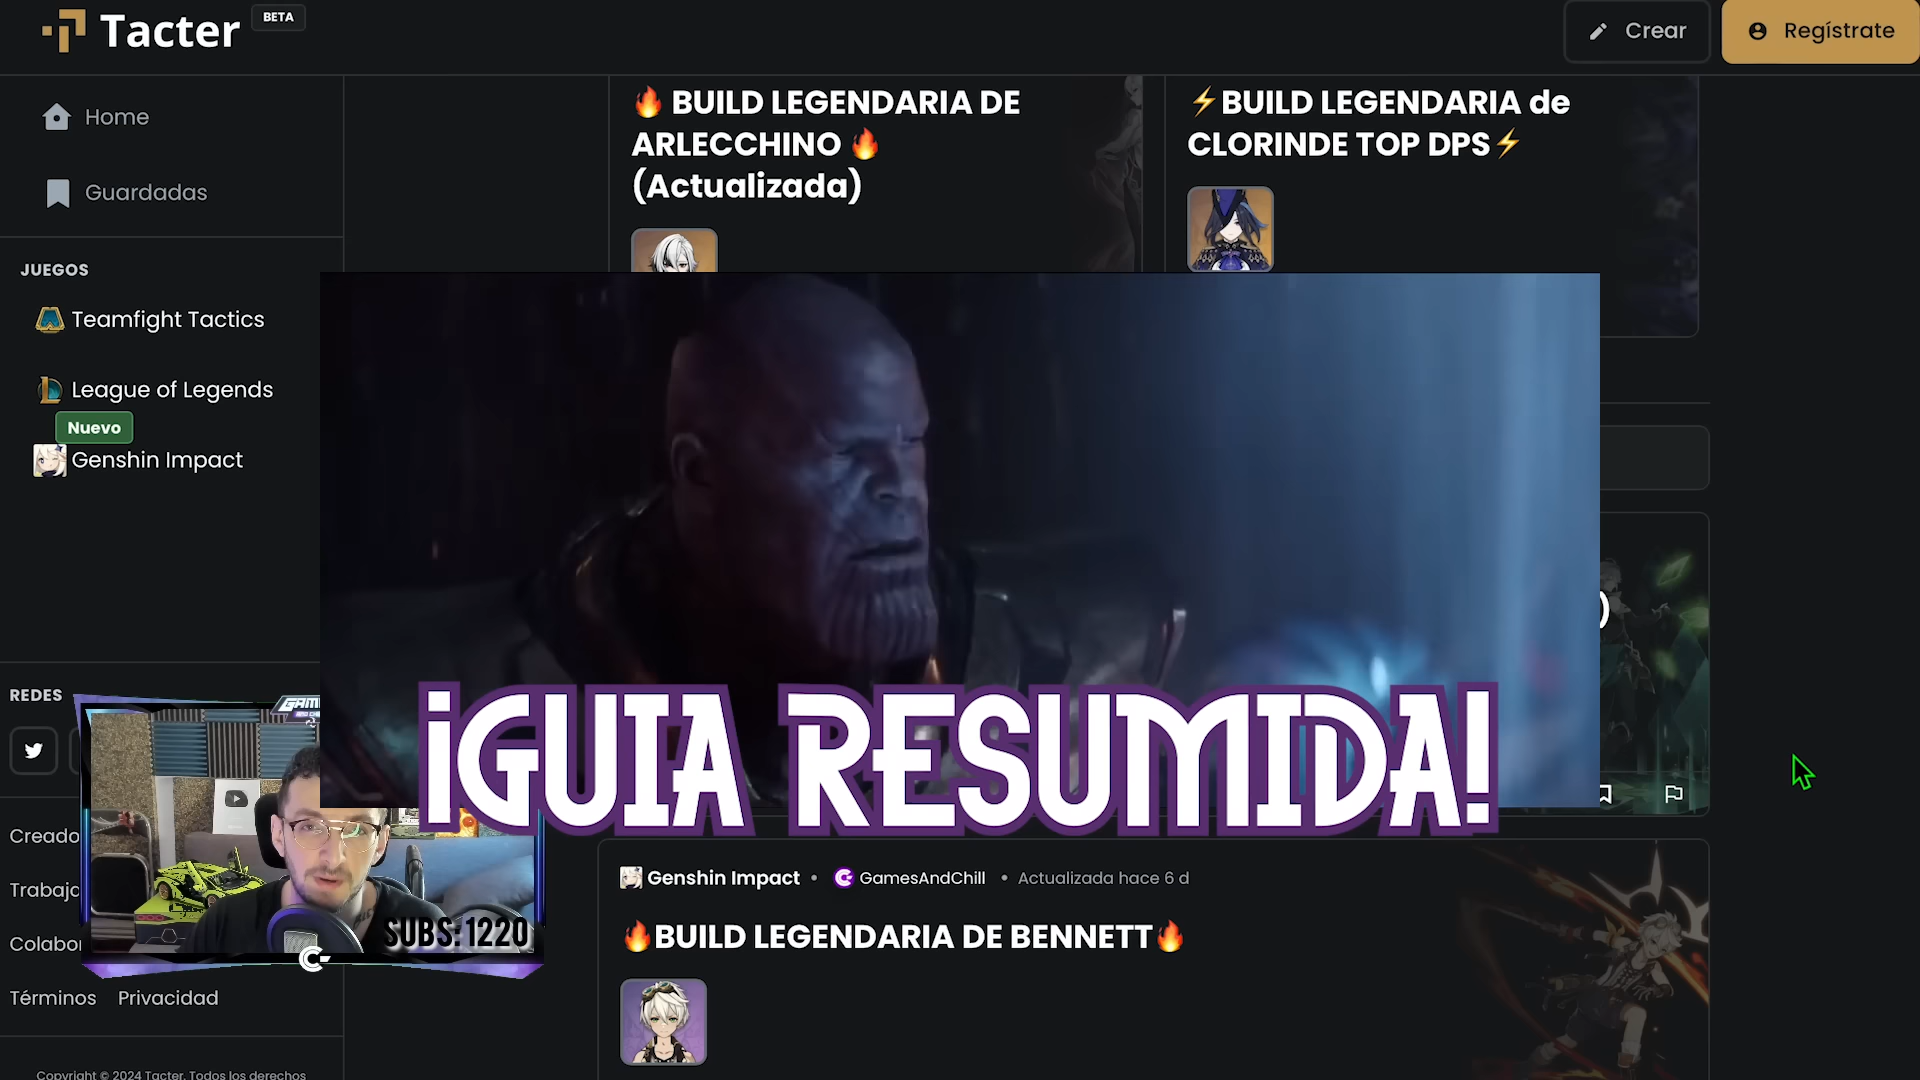 Tacter
BETA
Crear
Regístrate
Home
Guardadas
JUEGOS
Teamfight Tactics
League of Legends
Nuevo
Genshin Impact
🔥 BUILD LEGENDARIA DE
ARLECCHINO 🔥
(Actualizada)
⚡BUILD LEGENDARIA de
CLORINDE TOP DPS⚡
)
¡GUIA RESUMIDA!
REDES
GAM
Creado
Trabajo
Colabor
SUBS: 1220
Términos Privacidad
Genshin Impact • GamesAndChill • Actualizada hace 6 d
🔥BUILD LEGENDARIA DE BENNETT🔥
Copyright © 2024 Tacter. Todos los derechos